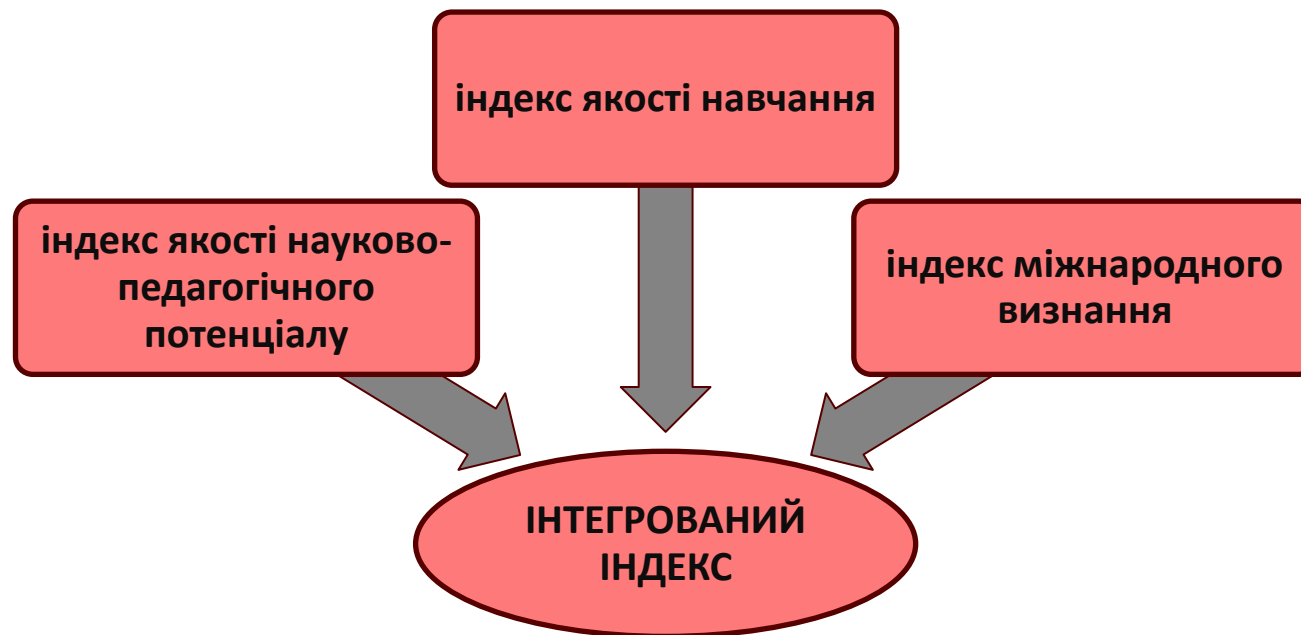 індекс якості навчання
індекс якості науково-
педагогічного
потенціалу
індекс міжнародного
визнання
ІНТЕГРОВАНИЙ
ІНДЕКС